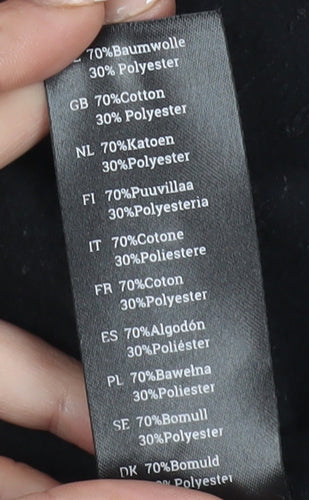 70%Baumwolle
30% Polyester
GB 70%Cotton
30% Polyester
NL 70%Katoen
30%Polyester
FI 70%Puuvillaa
30%Polyesteria
IT 70%Cotone
30%Poliestere
FR 70%Coton
30%Polyester
ES 70%Algodón
30%Poliéster
PL 70%Bawełna
30%Poliester
SE 70%Bomull
30%Polyester
DK 70%Bomuld
% Polyester